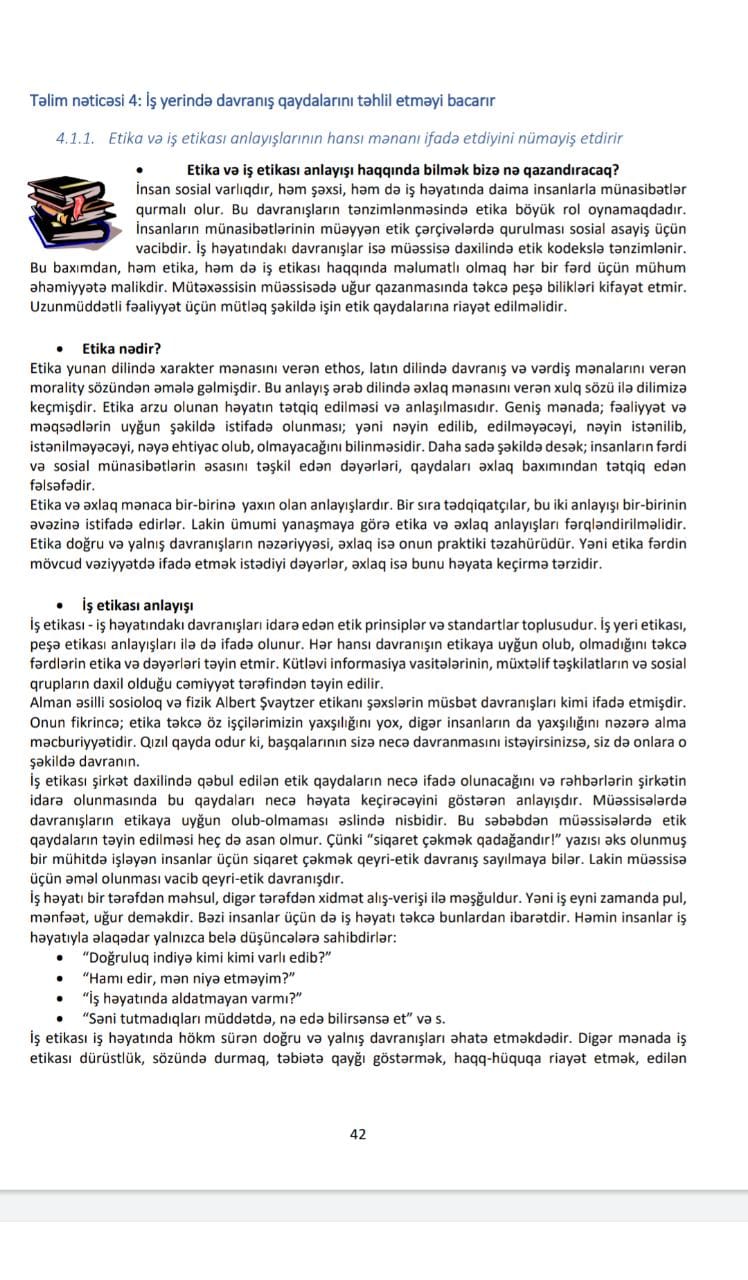 Təlim nəticəsi 4: İş yerində davranış qaydalarını təhlil etməyi bacarır
4.1.1. Etika və iş etikası anlayışlarının hansı mənanı ifadə etdiyini nümayiş etdirir
• Etika və iş etikası anlayışı haqqında bilmək bizə nə qazandıracaq?
İnsan sosial varlıqdır, həm şəxsi, həm də iş həyatında daima insanlarla münasibətlər
qurmalı olur. Bu davranışların tənzimlənməsində etika böyük rol oynamaqdadır.
İnsanların münasibətlərinin müəyyən etik çərçivələrdə qurulması sosial asayiş üçün
vacibdir. İş həyatındakı davranışlar isə müəssisə daxilində etik kodekslə tənzimlənir.
Bu baxımdan, həm etika, həm də iş etikası haqqında məlumatlı olmaq hər bir fərd üçün mühüm
əhəmiyyətə malikdir. Mütəxəssisin müəssisədə uğur qazanmasında təkcə peşə bilikləri kifayət etmir.
Uzunmüddətli fəaliyyət üçün mütləq şəkildə işin etik qaydalarına riayət edilməlidir.
• Etika nədir?
Etika yunan dilində xarakter mənasını verən ethos, latın dilində davranış və vərdiş mənalarını verən
morality sözündən əmələ gəlmişdir. Bu anlayış ərəb dilində əxlaq mənasını verən xulq sözü ilə dilimizə
keçmişdir. Etika arzu olunan həyatın tətqiq edilməsi və anlaşılmasıdır. Geniş mənada; fəaliyyət və
məqsədlərin uyğun şəkildə istifadə olunması; yəni nəyin edilib, edilməyəcəyi, nəyin istənilib,
istənilməyəcəyi, nəyə ehtiyac olub, olmayacağını bilinməsidir. Daha sadə şəkildə desək; insanların fərdi
və sosial münasibətlərin əsasını təşkil edən dəyərləri, qaydaları əxlaq baxımından tətqiq edən
fəlsəfədir.
Etika və əxlaq mənaca bir-birinə yaxın olan anlayışlardır. Bir sıra tədqiqatçılar, bu iki anlayışı bir-birinin
əvəzinə istifadə edirlər. Lakin ümumi yanaşmaya görə etika və əxlaq anlayışları fərqləndirilməlidir.
Etika doğru və yalnış davranışların nəzəriyyəsi, əxlaq isə onun praktiki təzahürüdür. Yəni etika fərdin
mövcud vəziyyətdə ifadə etmək istədiyi dəyərlər, əxlaq isə bunu həyata keçirmə tərzidir.
• İş etikası anlayışı
İş etikası - iş həyatındakı davranışları idarə edən etik prinsiplər və standartlar toplusudur. İş yeri etikası,
peşə etikası anlayışları ilə də ifadə olunur. Hər hansı davranışın etikaya uyğun olub, olmadığını təkcə
fərdlərin etika və dəyərləri təyin etmir. Kütləvi informasiya vasitələrinin, müxtəlif təşkilatların və sosial
qrupların daxil olduğu cəmiyyət tərəfindən təyin edilir.
Alman əsilli sosioloq və fizik Albert Şvaytzer etikanı şəxslərin müsbət davranışları kimi ifadə etmişdir.
Onun fikrincə; etika təkcə öz işçilərimizin yaxşılığını yox, digər insanların da yaxşılığını nəzərə alma
məcburiyyətidir. Qızıl qayda odur ki, başqalarının sizə necə davranmasını istəyirsinizsə, siz də onlara o
şəkildə davranın.
İş etikası şirkət daxilində qəbul edilən etik qaydaların necə ifadə olunacağını və rəhbərlərin şirkətin
idarə olunmasında bu qaydaları necə həyata keçirəcəyini göstərən anlayışdır. Müəssisələrdə
davranışların etikaya uyğun olub-olmaması əslində nisbidir. Bu səbəbdən müəssisələrdə etik
qaydaların təyin edilməsi heç də asan olmur. Çünki “siqaret çəkmək qadağandır!” yazısı əks olunmuş
bir mühitdə işləyən insanlar üçün siqaret çəkmək qeyri-etik davranış sayılmaya bilər. Lakin müəssisə
üçün əməl olunması vacib qeyri-etik davranışdır.
İş həyatı bir tərəfdən məhsul, digər tərəfdən xidmət alış-verişi ilə məşğuldur. Yəni iş eyni zamanda pul,
mənfəət, uğur deməkdir. Bəzi insanlar üçün də iş həyatı təkcə bunlardan ibarətdir. Həmin insanlar iş
həyatıyla əlaqədar yalnızca belə düşüncələrə sahibdirlər:
• “Doğruluq indiyə kimi kimi varlı edib?”
• “Hamı edir, mən niyə etməyim?”
• “İş həyatında aldatmayan varmı?”
• “Səni tutmadıqları müddətdə, nə edə bilirsənsə et” və s.
İş etikası iş həyatında hökm sürən doğru və yalnış davranışları əhatə etməkdədir. Digər mənada iş
etikası dürüstlük, sözündə durmaq, təbiətə qayğı göstərmək, haqq-hüquqa riayət etmək, edilən
42